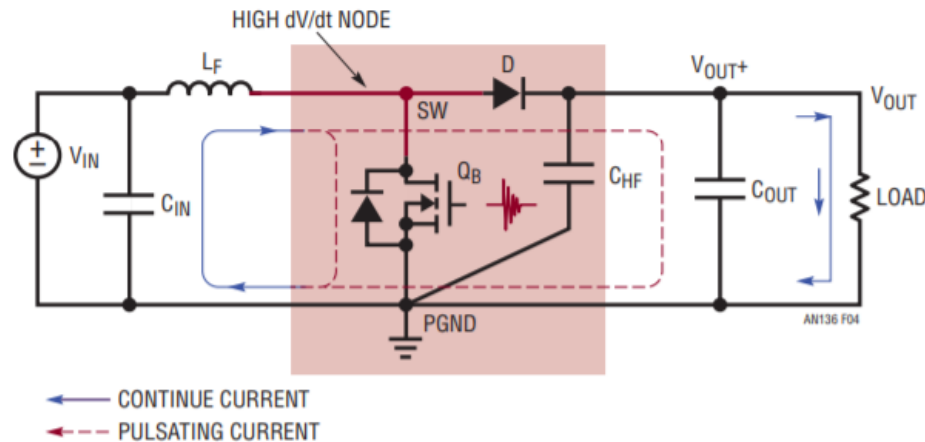 HIGH dV/dt NODE
LF
D
VOUT+
VOUT
SW
+
−
VIN
CIN
QB
CHF
COUT
LOAD
PGND
AN136 F04
CONTINUE CURRENT
PULSATING CURRENT